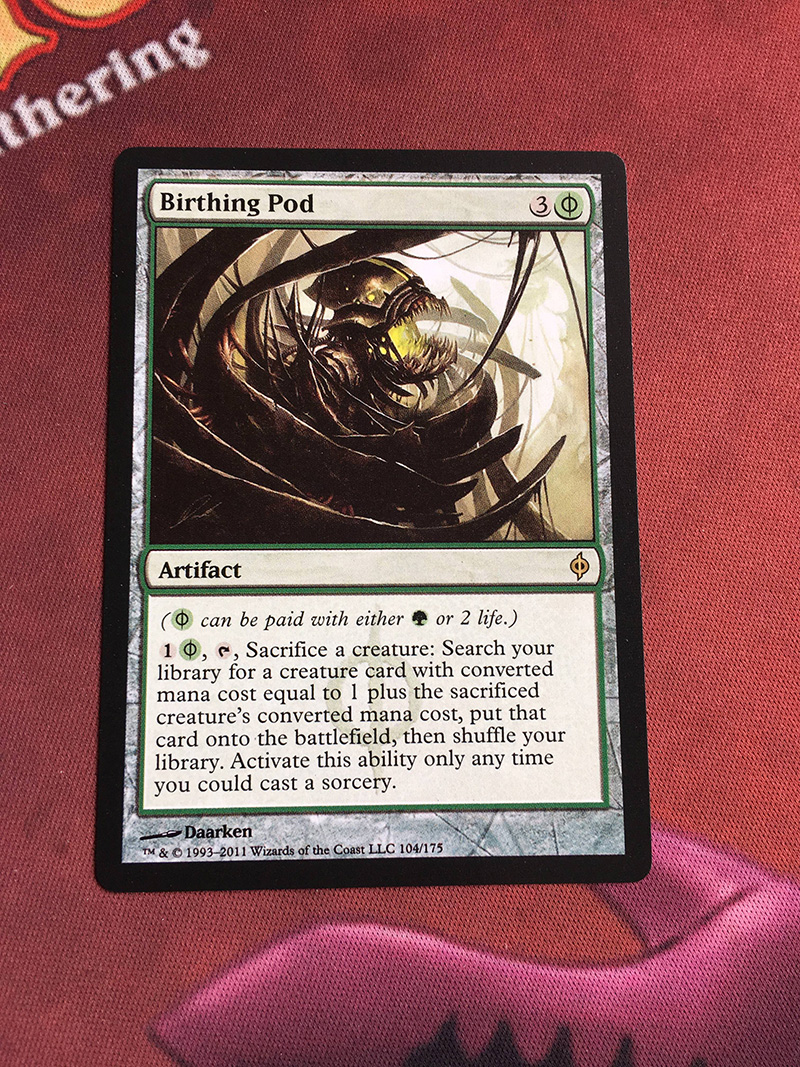 thering
Birthing Pod 3
Artifact
( can be paid with either or 2 life.)
1 , , Sacrifice a creature: Search your
library for a creature card with converted
mana cost equal to 1 plus the sacrificed
creature's converted mana cost, put that
card onto the battlefield, then shuffle your
library. Activate this ability only any time
you could cast a sorcery.
Daarken
™ & © 1993–2011 Wizards of the Coast LLC 104/175